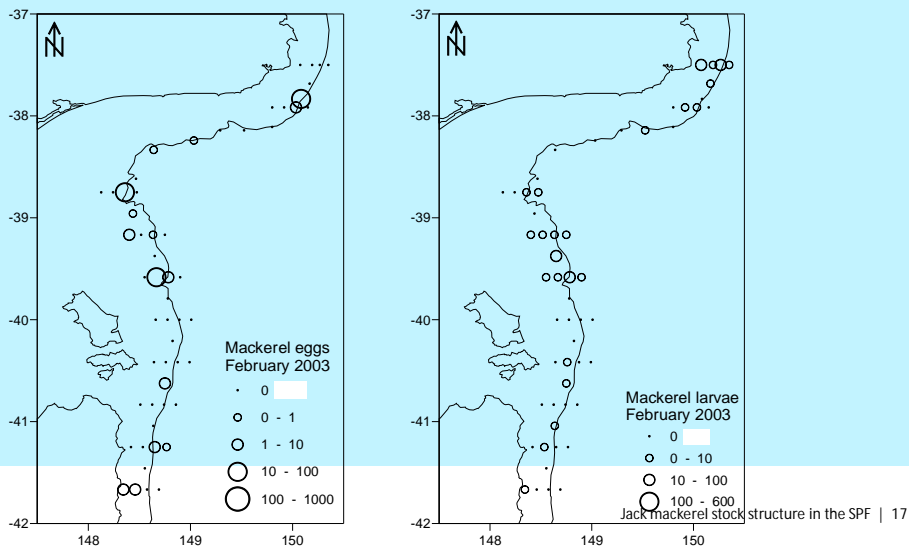 -37
-38
-39
-40
-41
-42
148
149
150
N
Mackerel eggs
February 2003
0
0 - 1
1 - 10
10 - 100
100 - 1000
-37
-38
-39
-40
-41
-42
148
149
150
N
Mackerel larvae
February 2003
0
0 - 10
10 - 100
100 - 600
Jack mackerel stock structure in the SPF | 17